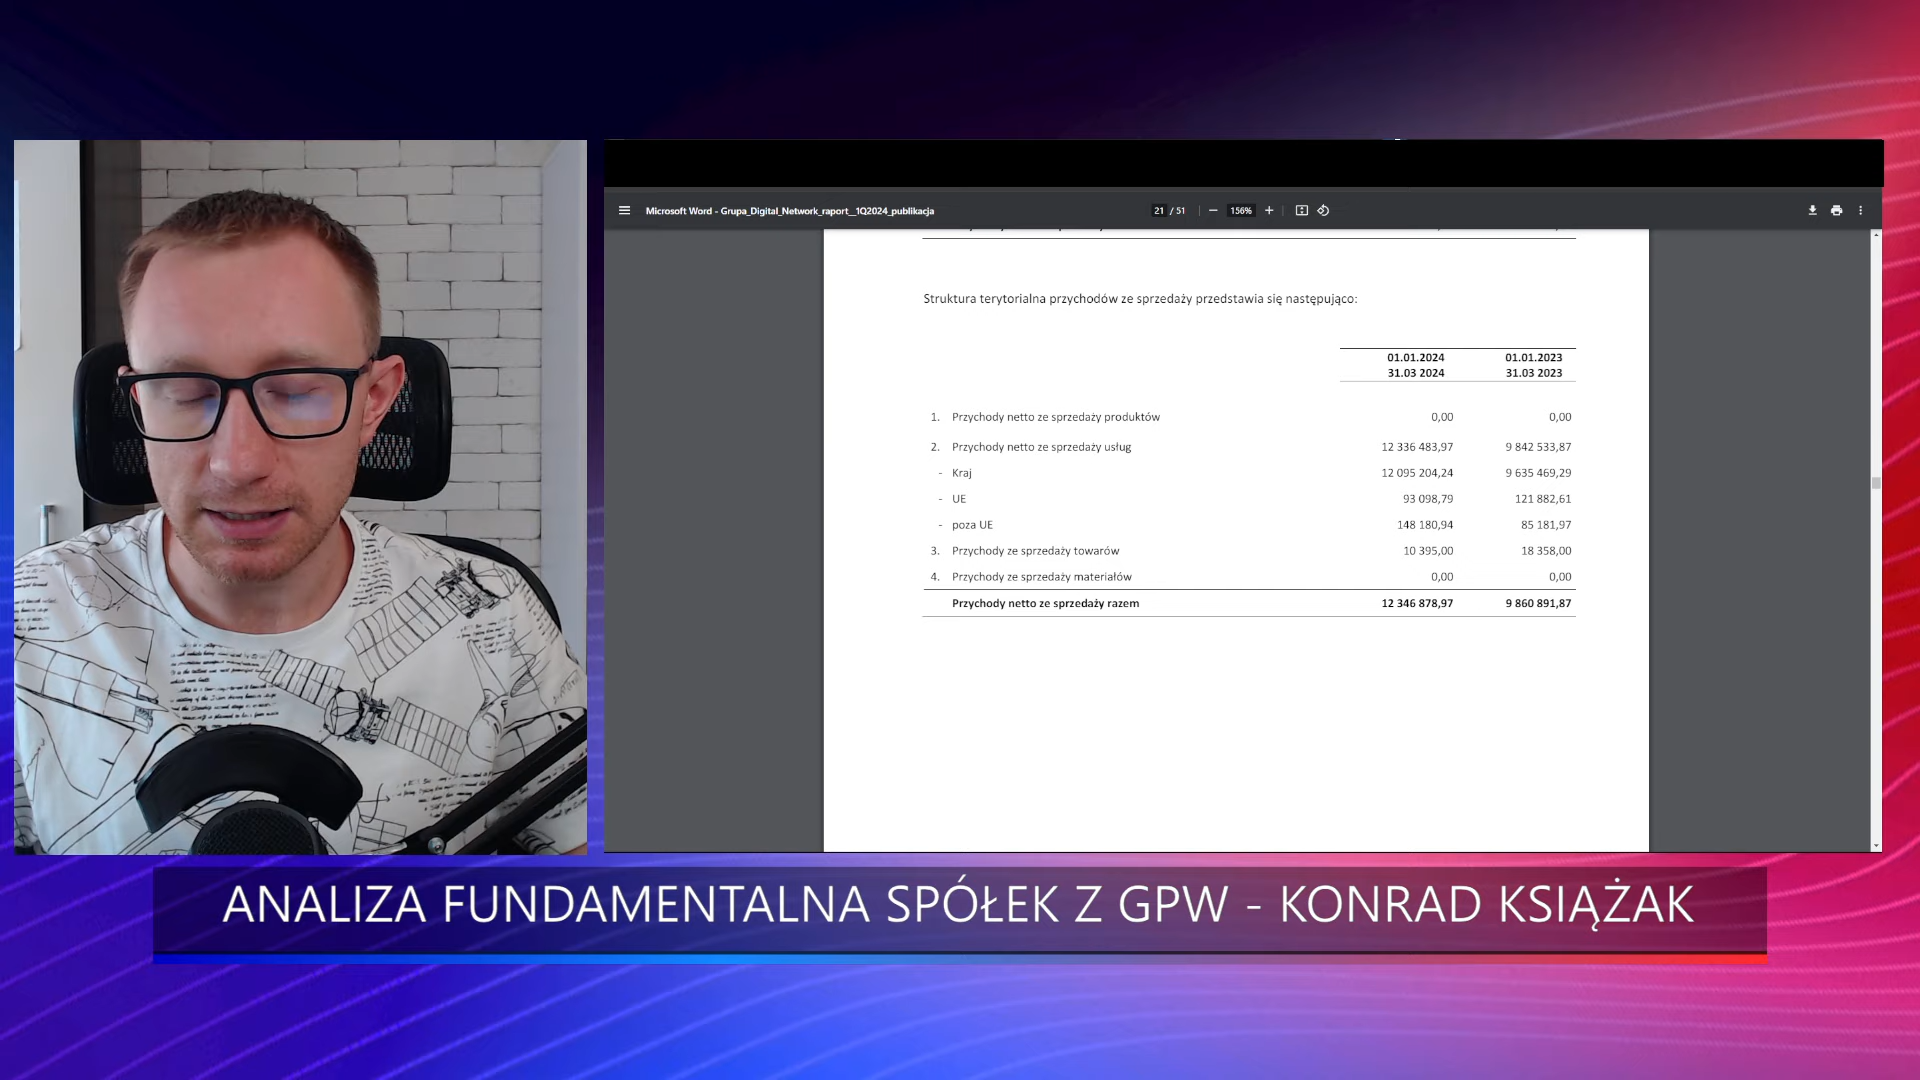 Microsoft Word - Grupa_Digital_Network_raport__1Q2024_publikacja
21 / 51
156%
Struktura terytorialna przychodów ze sprzedaży przedstawia się następująco:
01.01.2024 01.01.2023
31.03 2024 31.03 2023
1. Przychody netto ze sprzedaży produktów 0,00 0,00
2. Przychody netto ze sprzedaży usług 12 336 483,97 9 842 533,87
- Kraj 12 095 204,24 9 635 469,29
- UE 93 098,79 121 882,61
- poza UE 148 180,94 85 181,97
3. Przychody ze sprzedaży towarów 10 395,00 18 358,00
4. Przychody ze sprzedaży materiałów 0,00 0,00
Przychody netto ze sprzedaży razem 12 346 878,97 9 860 891,87
ANALIZA FUNDAMENTALNA SPÓŁEK Z GPW - KONRAD KSIĄŻAK